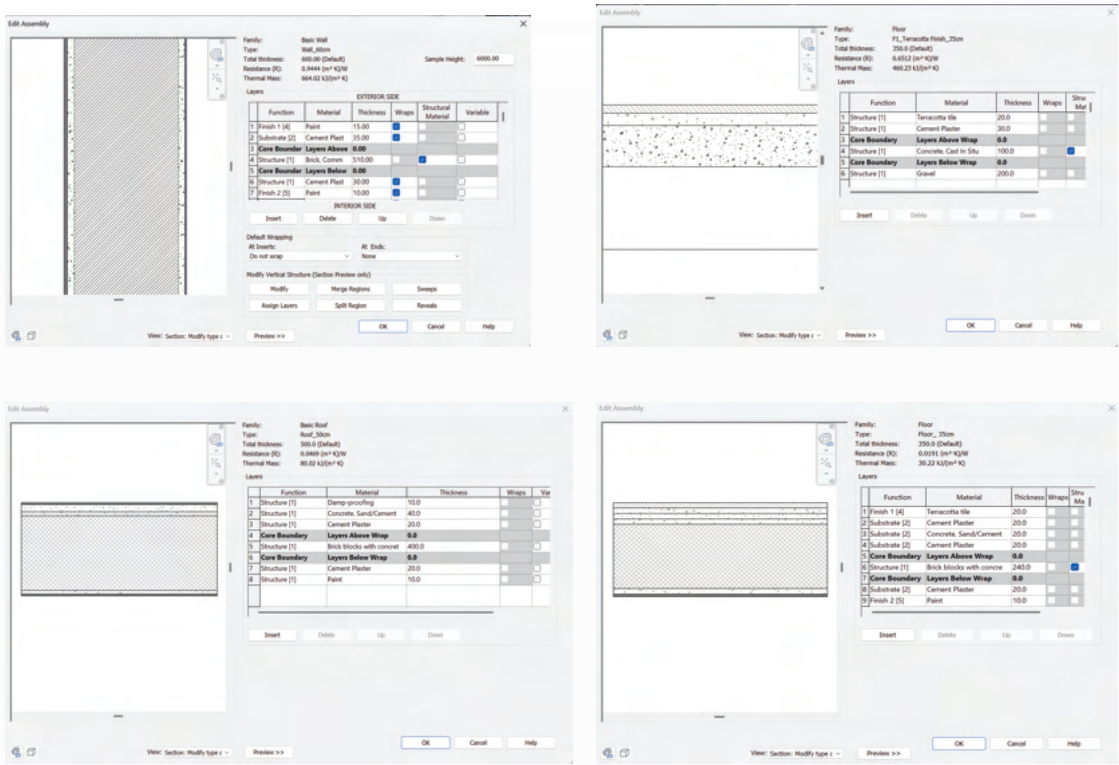 Edit Assembly
Family: Basic Wall
Type: Wall_60cm
Total thickness: 600.00 (Default)
Sample Height: 6000.00
Resistance (R): 0.9444 (m²·K)/W
Thermal Mass: 664.02 kJ/(m²·K)
Layers
EXTERIOR SIDE
Function Material Thickness Wraps Structural Material Variable
1 Finish 1 [4] Paint 15.00
2 Substrate [2] Cement Plast 35.00
3 Core Boundar Layers Above 0.00
4 Structure [1] Brick, Comm 510.00
5 Core Boundar Layers Below 0.00
6 Structure [1] Cement Plast 30.00
7 Finish 2 [5] Paint 10.00
INTERIOR SIDE
Insert Delete Up Down
Default Wrapping
At Inserts: At Ends:
Do not wrap None
Modify Vertical Structure (Section Preview only)
Modify Merge Regions Sweeps
Assign Layers Split Region Reveals
OK Cancel Help
View: Section: Modify type a Preview >>
Edit Assembly
Family: Floor
Type: F1_Terracotta Finish_35cm
Total thickness: 350.0 (Default)
Resistance (R): 0.6512 (m²·K)/W
Thermal Mass: 460.23 kJ/(m²·K)
Layers
Function Material Thickness Wraps Struc Mat
1 Structure [1] Terracotta tile 20.0
2 Structure [1] Cement Plaster 30.0
3 Core Boundary Layers Above Wrap 0.0
4 Structure [1] Concrete, Cast In Situ 100.0
5 Core Boundary Layers Below Wrap 0.0
6 Structure [1] Gravel 200.0
Insert Delete Up Down
OK Cancel Help
View: Section: Modify type a Preview >>
Edit Assembly
Family: Basic Roof
Type: Roof_50cm
Total thickness: 500.0 (Default)
Resistance (R): 0.0469 (m²·K)/W
Thermal Mass: 80.02 kJ/(m²·K)
Layers
Function Material Thickness Wraps Var
1 Structure [1] Damp-proofing 10.0
2 Structure [1] Concrete, Sand/Cement 40.0
3 Structure [1] Cement Plaster 20.0
4 Core Boundary Layers Above Wrap 0.0
5 Structure [1] Brick blocks with concret 400.0
6 Core Boundary Layers Below Wrap 0.0
7 Structure [1] Cement Plaster 20.0
8 Structure [1] Paint 10.0
Insert Delete Up Down
OK Cancel Help
View: Section: Modify type a Preview >>
Edit Assembly
Family: Floor
Type: Floor_ 35cm
Total thickness: 350.0 (Default)
Resistance (R): 0.0191 (m²·K)/W
Thermal Mass: 30.22 kJ/(m²·K)
Layers
Function Material Thickness Wraps Stru Ma
1 Finish 1 [4] Terracotta tile 20.0
2 Substrate [2] Cement Plaster 20.0
3 Substrate [2] Concrete, Sand/Cement 20.0
4 Substrate [2] Cement Plaster 20.0
5 Core Boundary Layers Above Wrap 0.0
6 Structure [1] Brick blocks with concre 240.0
7 Core Boundary Layers Below Wrap 0.0
8 Substrate [2] Cement Plaster 20.0
9 Finish 2 [5] Paint 10.0
Insert Delete Up Down
OK Cancel Help
View: Section: Modify type a Preview >>